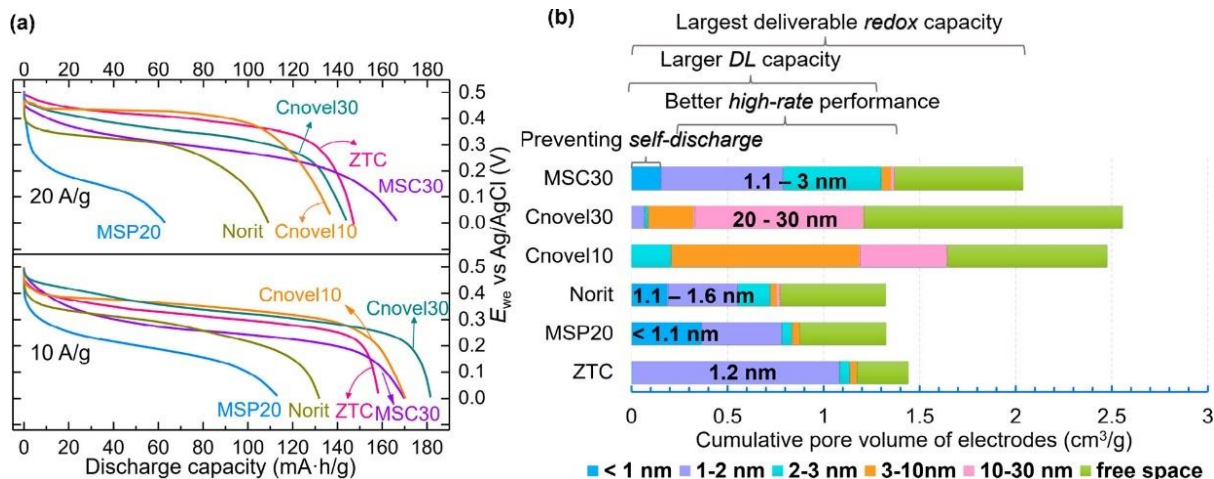 (a)
0 20 40 60 80 100 120 140 160 180
0.5
0.4
0.3
0.2
0.1
0.0
Cnovel30
ZTC
MSC30
20 A/g
MSP20
Norit
Cnovel10
0.5
0.4
0.3
0.2
0.1
0.0
Cnovel10
Cnovel30
10 A/g
MSP20
Norit
ZTC
MSC30
0 20 40 60 80 100 120 140 160 180
Discharge capacity (mA·h/g)
Ewe vs Ag/AgCl (V)
(b)
Largest deliverable redox capacity
Larger DL capacity
Better high-rate performance
Preventing self-discharge
MSC30
1.1 – 3 nm
Cnovel30
20 - 30 nm
Cnovel10
Norit
1.1 – 1.6 nm
MSP20
< 1.1 nm
ZTC
1.2 nm
0 0.5 1 1.5 2 2.5 3
Cumulative pore volume of electrodes (cm³/g)
< 1 nm 1-2 nm 2-3 nm 3-10nm 10-30 nm free space